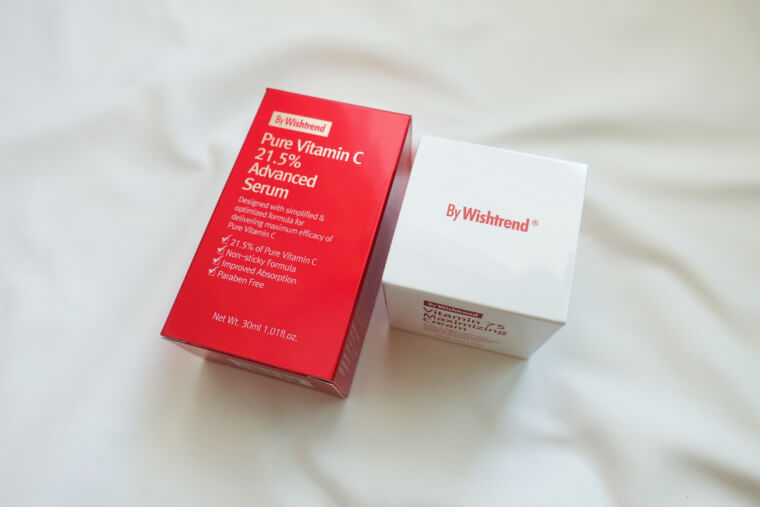 By Wishtrend
Pure Vitamin C
21.5%
Advanced
Serum
Designed with simplified &
optimized formula for
delivering maximum efficacy of
Pure Vitamin C
21.5% of Pure Vitamin C
Non-sticky Formula
Improved Absorption
Paraben Free
Net Wt. 30ml 1.01fl.oz.
By Wishtrend®
By Wishtrend
Vitamin 75
Maximizing
Cream